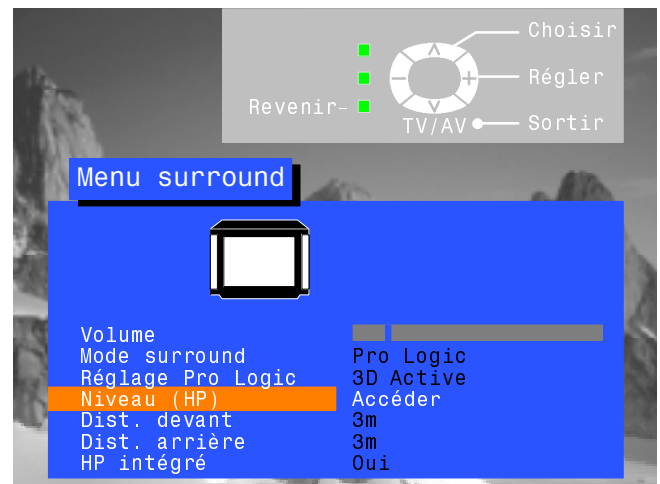 Choisir
Régler
Revenir
TV/AV Sortir
Menu surround
Volume
Mode surround Pro Logic
Réglage Pro Logic 3D Active
Niveau (HP) Accéder
Dist. devant 3m
Dist. arrière 3m
HP intégré Oui